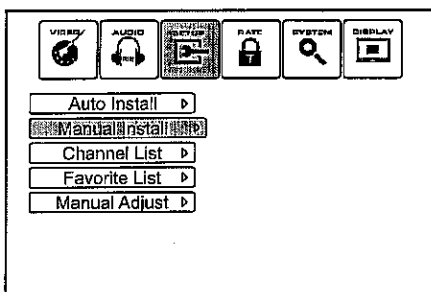 VIDEO AUDIO SETUP RATE SYSTEM DISPLAY
Auto Install
Manual Install
Channel List
Favorite List
Manual Adjust